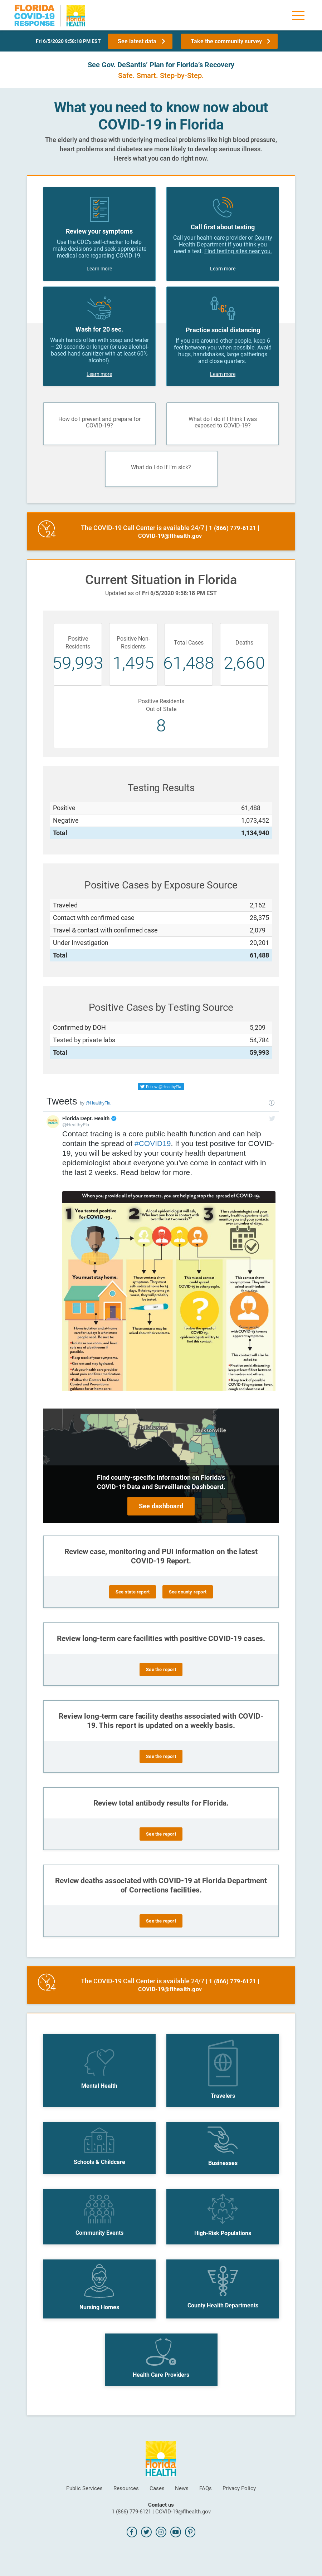 FLORIDA
COVID-19
RESPONSE
Florida
HEALTH
Fri 6/5/2020 9:58:18 PM EST
See latest data
Take the community survey
See Gov. DeSantis' Plan for Florida's Recovery
Safe. Smart. Step-by-Step.
What you need to know now about
COVID-19 in Florida
The elderly and those with underlying medical problems like high blood pressure,
heart problems and diabetes are more likely to develop serious illness.
Here's what you can do right now.
Review your symptoms
Use the CDC's self-checker to help
make decisions and seek appropriate
medical care regarding COVID-19.
Learn more
Call first about testing
Call your health care provider or County
Health Department if you think you
need a test. Find testing sites near you.
Learn more
Wash for 20 sec.
Wash hands often with soap and water
– 20 seconds or longer (or use alcohol-
based hand sanitizer with at least 60%
alcohol).
Learn more
6'
Practice social distancing
If you are around other people, keep 6
feet between you when possible. Avoid
hugs, handshakes, large gatherings
and close quarters.
Learn more
How do I prevent and prepare for
COVID-19?
What do I do if I think I was
exposed to COVID-19?
What do I do if I'm sick?
24
The COVID-19 Call Center is available 24/7 | 1 (866) 779-6121 |
COVID-19@flhealth.gov
Current Situation in Florida
Updated as of Fri 6/5/2020 9:58:18 PM EST
Positive
Residents
59,993
Positive Non-
Residents
1,495
Total Cases
61,488
Deaths
2,660
Positive Residents
Out of State
8
Testing Results
Positive 61,488
Negative 1,073,452
Total 1,134,940
Positive Cases by Exposure Source
Traveled 2,162
Contact with confirmed case 28,375
Travel & contact with confirmed case 2,079
Under Investigation 20,201
Total 61,488
Positive Cases by Testing Source
Confirmed by DOH 5,209
Tested by private labs 54,784
Total 59,993
Follow @HealthyFla
Tweets by @HealthyFla
Florida Dept. Health
@HealthyFla
Contact tracing is a core public health function and can help
contain the spread of #COVID19. If you test positive for COVID-
19, you will be asked by your county health department
epidemiologist about everyone you've come in contact with in
the last 2 weeks. Read below for more.
When you provide all of your contacts, you are helping stop the spread of COVID-19.
1 You tested positive
for COVID-19.
2
3
You must stay home.
?
Tallahassee
Jacksonville
Find county-specific information on Florida's
COVID-19 Data and Surveillance Dashboard.
See dashboard
Review case, monitoring and PUI information on the latest
COVID-19 Report.
See state report
See county report
Review long-term care facilities with positive COVID-19 cases.
See the report
Review long-term care facility deaths associated with COVID-
19. This report is updated on a weekly basis.
See the report
Review total antibody results for Florida.
See the report
Review deaths associated with COVID-19 at Florida Department
of Corrections facilities.
See the report
24
The COVID-19 Call Center is available 24/7 | 1 (866) 779-6121 |
COVID-19@flhealth.gov
Mental Health
Travelers
Schools & Childcare
Businesses
Community Events
High-Risk Populations
Nursing Homes
County Health Departments
Health Care Providers
Florida
HEALTH
Public Services
Resources
Cases
News
FAQs
Privacy Policy
Contact us
1 (866) 779-6121 | COVID-19@flhealth.gov